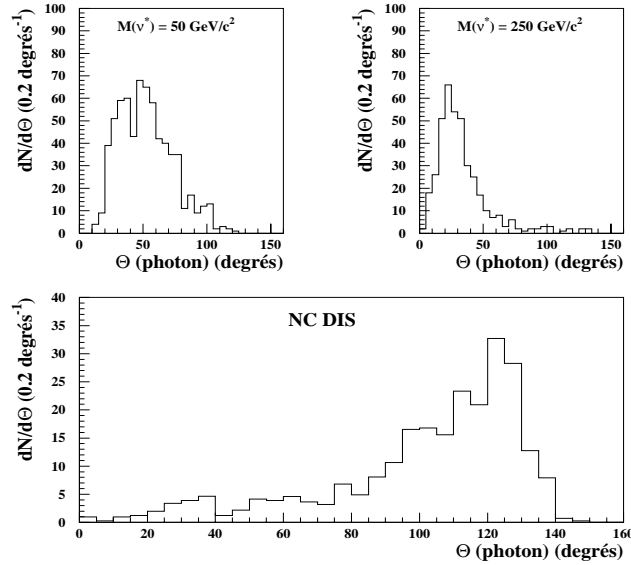 M(ν*) = 50 GeV/c²
dN/dΘ (0.2 degrés⁻¹)
100
90
80
70
60
50
40
30
20
10
0
0 50 100 150
Θ (photon) (degrés)
M(ν*) = 250 GeV/c²
dN/dΘ (0.2 degrés⁻¹)
100
90
80
70
60
50
40
30
20
10
0
0 50 100 150
Θ (photon) (degrés)
NC DIS
dN/dΘ (0.2 degrés⁻¹)
40
35
30
25
20
15
10
5
0
0 20 40 60 80 100 120 140 160
Θ (photon) (degrés)